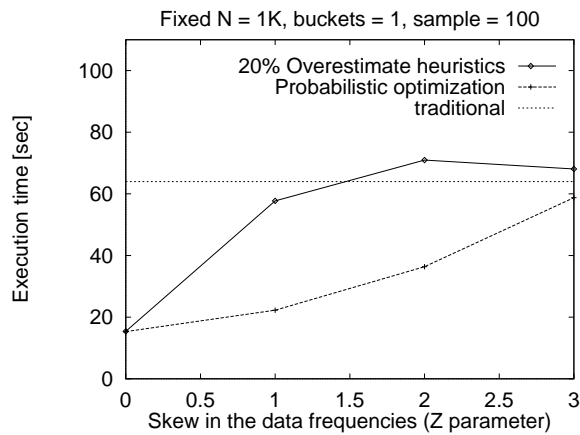 Fixed N = 1K, buckets = 1, sample = 100
20% Overestimate heuristics
Probabilistic optimization
traditional
Execution time [sec]
100
80
60
40
20
0
0 0.5 1 1.5 2 2.5 3
Skew in the data frequencies (Z parameter)